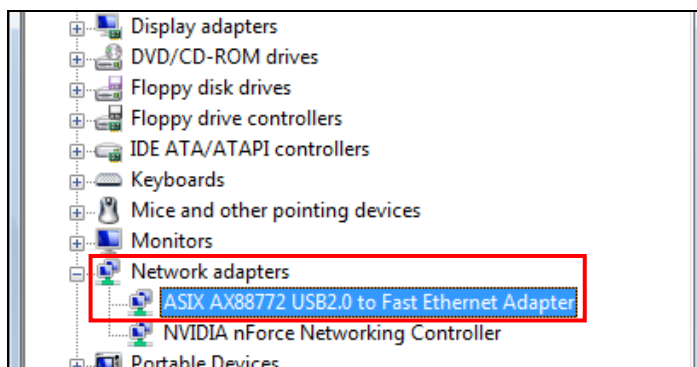 Display adapters
DVD/CD-ROM drives
Floppy disk drives
Floppy drive controllers
IDE ATA/ATAPI controllers
Keyboards
Mice and other pointing devices
Monitors
Network adapters
ASIX AX88772 USB2.0 to Fast Ethernet Adapter
NVIDIA nForce Networking Controller
Portable Devices